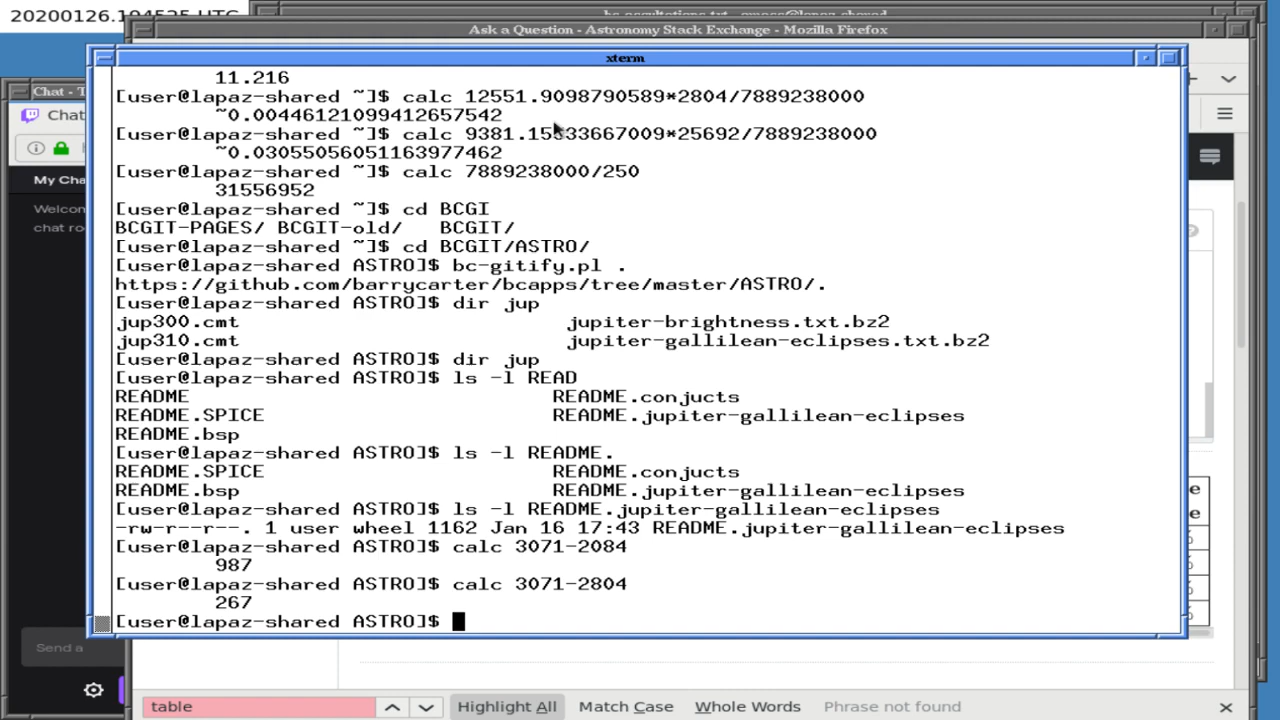 20200126.194525 UTC
Ask a Question - Astronomy Stack Exchange - Mozilla Firefox
xterm
Chat - T
Chat
My Cha
Welcon
chat ro
Send a
11.216
[user@lapaz-shared ~]$ calc 12551.9098790589*2804/7889238000
~0.00446121099412657542
[user@lapaz-shared ~]$ calc 9381.15833667009*25692/7889238000
~0.03055056051163977462
[user@lapaz-shared ~]$ calc 7889238000/250
31556952
[user@lapaz-shared ~]$ cd BCGI
BCGIT-PAGES/ BCGIT-old/ BCGIT/
[user@lapaz-shared ~]$ cd BCGIT/ASTRO/
[user@lapaz-shared ASTRO]$ bc-gitify.pl .
https://github.com/barrycarter/bcapps/tree/master/ASTRO/.
[user@lapaz-shared ASTRO]$ dir jup
jup300.cmt jupiter-brightness.txt.bz2
jup310.cmt jupiter-gallilean-eclipses.txt.bz2
[user@lapaz-shared ASTRO]$ dir jup
[user@lapaz-shared ASTRO]$ ls -l READ
README README.conjucts
README.SPICE README.jupiter-gallilean-eclipses
README.bsp
[user@lapaz-shared ASTRO]$ ls -l README.
README.SPICE README.conjucts
README.bsp README.jupiter-gallilean-eclipses
[user@lapaz-shared ASTRO]$ ls -l README.jupiter-gallilean-eclipses
-rw-r--r--. 1 user wheel 1162 Jan 16 17:43 README.jupiter-gallilean-eclipses
[user@lapaz-shared ASTRO]$ calc 3071-2084
987
[user@lapaz-shared ASTRO]$ calc 3071-2804
267
[user@lapaz-shared ASTRO]$
table Highlight All Match Case Whole Words Phrase not found